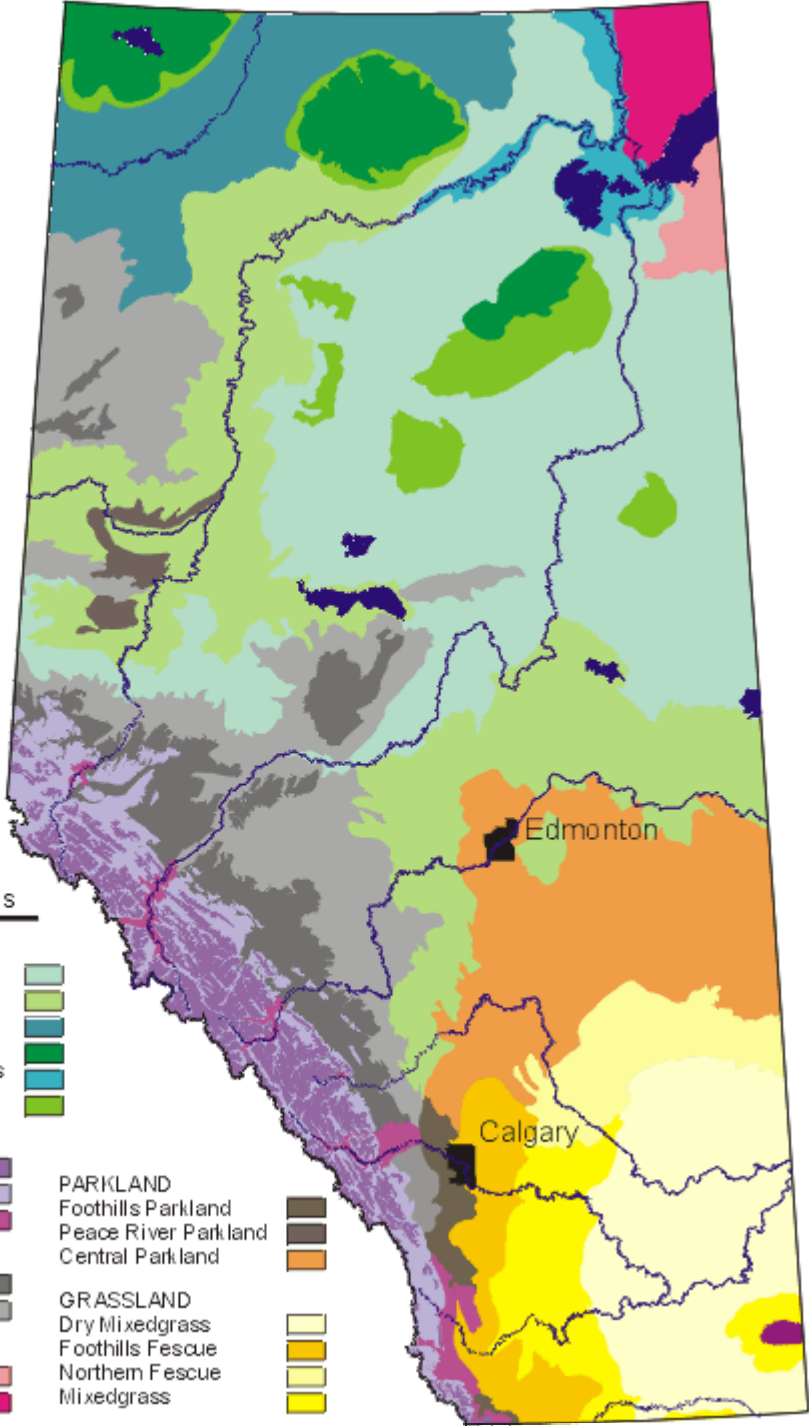 Edmonton
s
s
Calgary
PARKLAND
Foothills Parkland
Peace River Parkland
Central Parkland
GRASSLAND
Dry Mixedgrass
Foothills Fescue
Northern Fescue
Mixedgrass